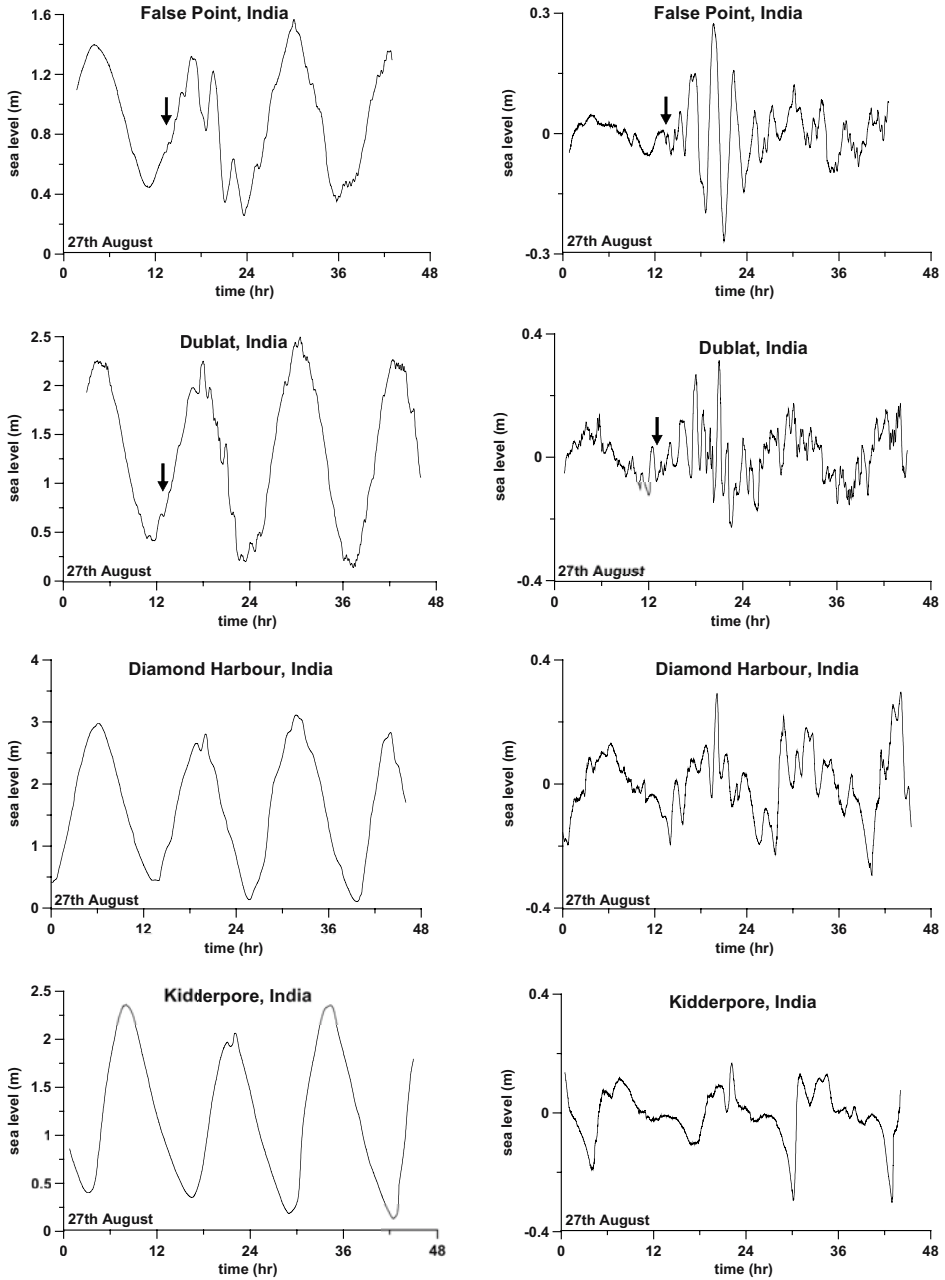 False Point, India
1.6
1.2
0.8
0.4
0
sea level (m)
27th August
0 12 24 36 48
time (hr)
False Point, India
0.3
0
-0.3
sea level (m)
27th August
0 12 24 36 48
time (hr)
Dublat, India
2.5
2
1.5
1
0.5
0
sea level (m)
27th August
0 12 24 36 48
time (hr)
Dublat, India
0.4
0
-0.4
sea level (m)
27th August
0 12 24 36 48
time (hr)
Diamond Harbour, India
4
3
2
1
0
sea level (m)
27th August
0 12 24 36 48
time (hr)
Diamond Harbour, India
0.4
0
-0.4
sea level (m)
27th August
0 12 24 36 48
time (hr)
Kidderpore, India
2.5
2
1.5
1
0.5
0
sea level (m)
27th August
0 12 24 36 48
time (hr)
Kidderpore, India
0.4
0
-0.4
sea level (m)
27th August
0 12 24 36 48
time (hr)